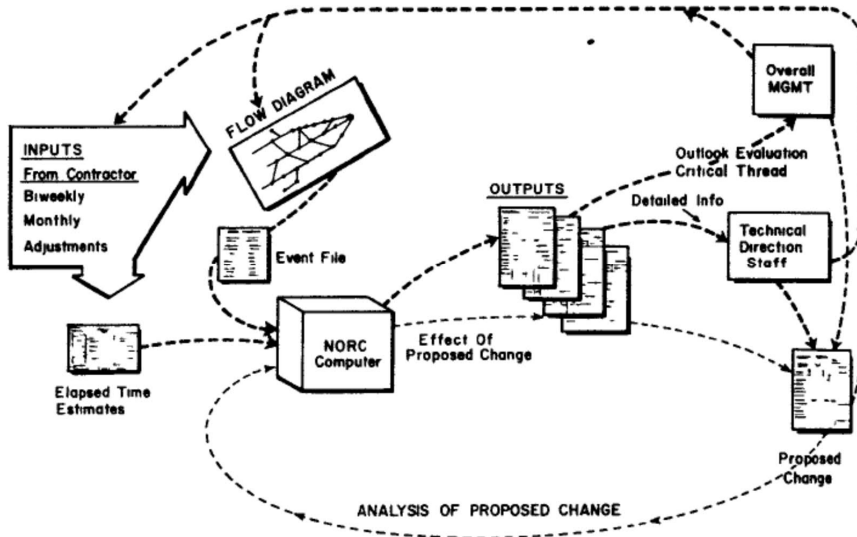 Overall
MGMT
FLOW DIAGRAM
INPUTS
From Contractor
Biweekly
Monthly
Adjustments
Outlook Evaluation
Critical Thread
OUTPUTS
Detailed Info
Technical
Direction
Staff
Event File
NORC
Computer
Effect Of
Proposed Change
Elapsed Time
Estimates
Proposed
Change
ANALYSIS OF PROPOSED CHANGE